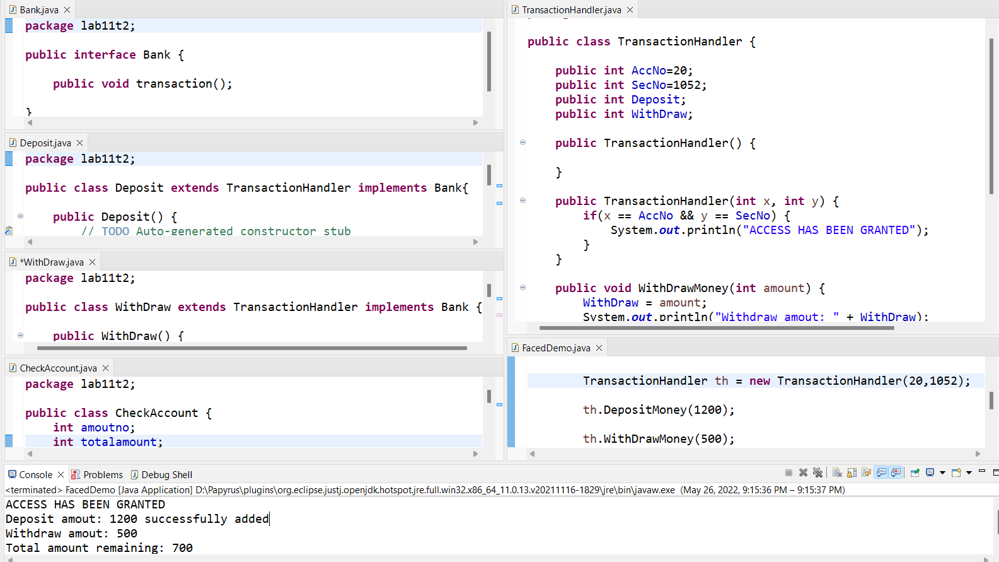 Bank.java
package lab11t2;
public interface Bank {
public void transaction();
}
Deposit.java
package lab11t2;
public class Deposit extends TransactionHandler implements Bank{
public Deposit() {
// TODO Auto-generated constructor stub
*WithDraw.java
package lab11t2;
public class WithDraw extends TransactionHandler implements Bank {
public WithDraw() {
CheckAccount.java
package lab11t2;
public class CheckAccount {
int amoutno;
int totalamount;
TransactionHandler.java
public class TransactionHandler {
public int AccNo=20;
public int SecNo=1052;
public int Deposit;
public int WithDraw;
public TransactionHandler() {
}
public TransactionHandler(int x, int y) {
if(x == AccNo && y == SecNo) {
System.out.println("ACCESS HAS BEEN GRANTED");
}
}
public void WithDrawMoney(int amount) {
WithDraw = amount;
System.out.println("Withdraw amout: " + WithDraw);
FacedDemo.java
TransactionHandler th = new TransactionHandler(20,1052);
th.DepositMoney(1200);
th.WithDrawMoney(500);
Console Problems Debug Shell
<terminated> FacedDemo [Java Application] D:\Papyrus\plugins\org.eclipse.justj.openjdk.hotspot.jre.full.win32.x86_64_11.0.13.v20211116-1829\jre\bin\javaw.exe (May 26, 2022, 9:15:36 PM – 9:15:37 PM)
ACCESS HAS BEEN GRANTED
Deposit amout: 1200 successfully added
Withdraw amout: 500
Total amount remaining: 700